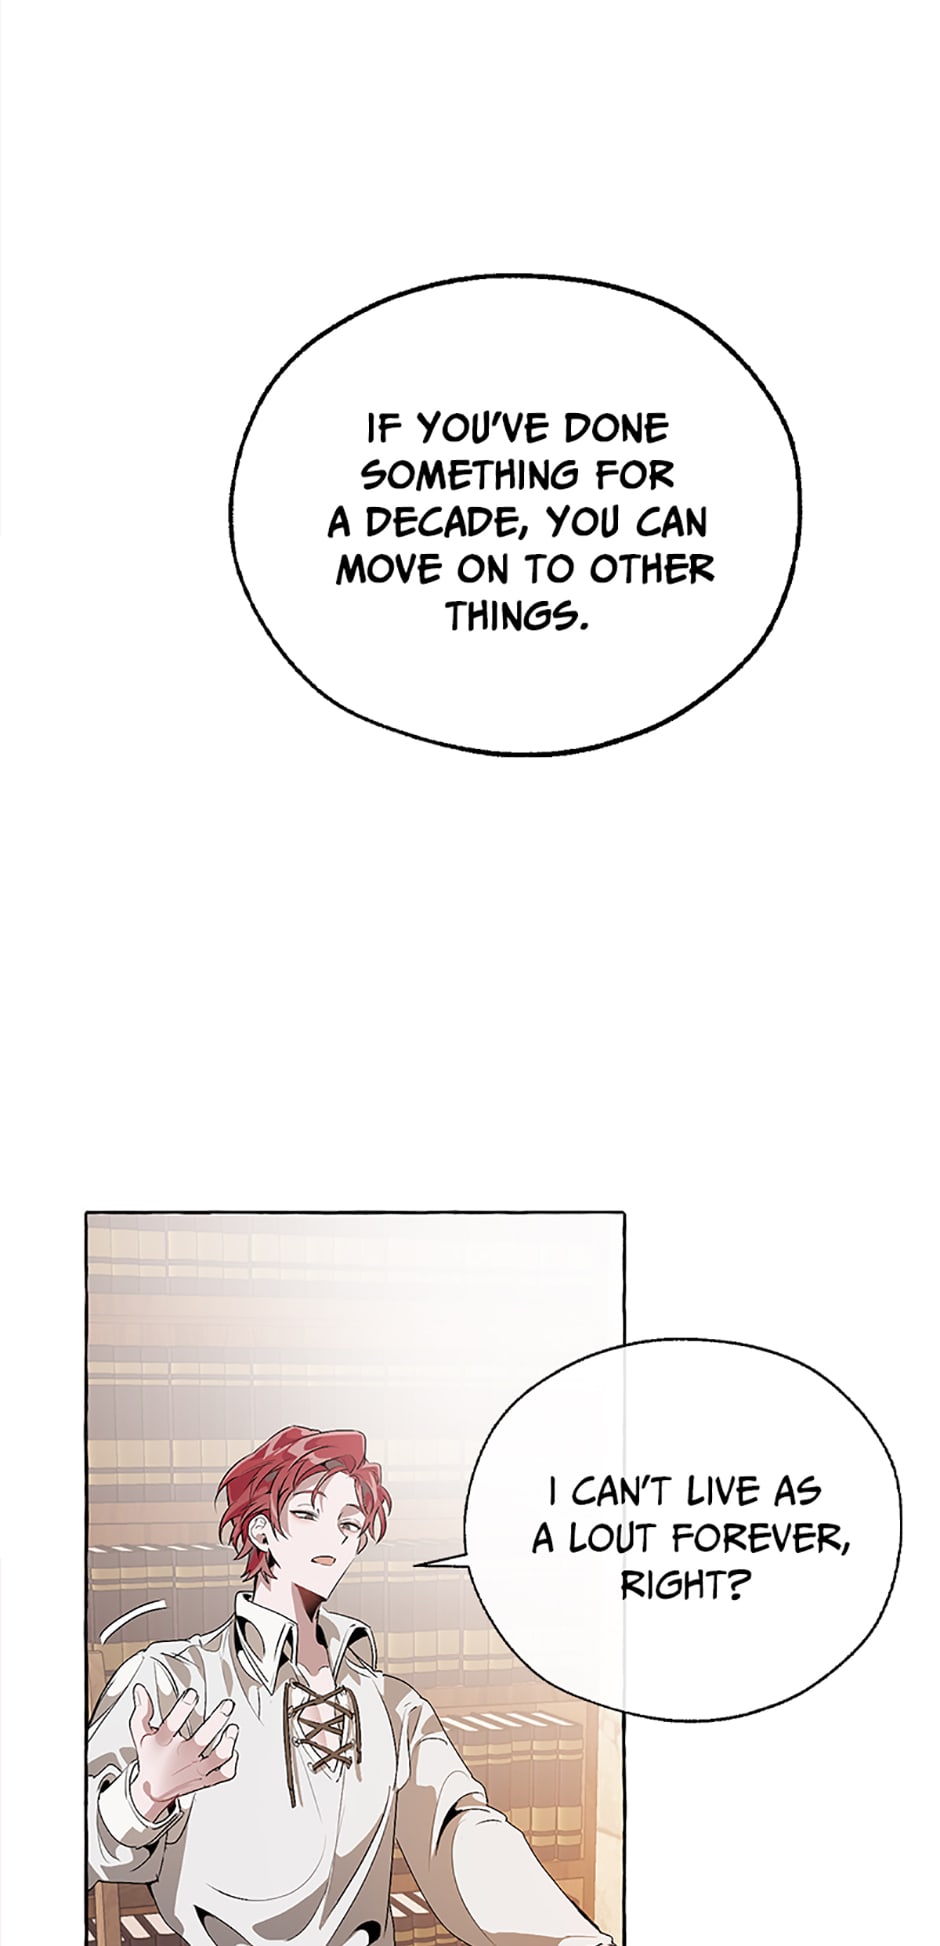 IF YOU'VE DONE
SOMETHING FOR
A DECADE, YOU CAN
MOVE ON TO OTHER
THINGS.
I CAN'T LIVE AS
A LOUT FOREVER,
RIGHT?